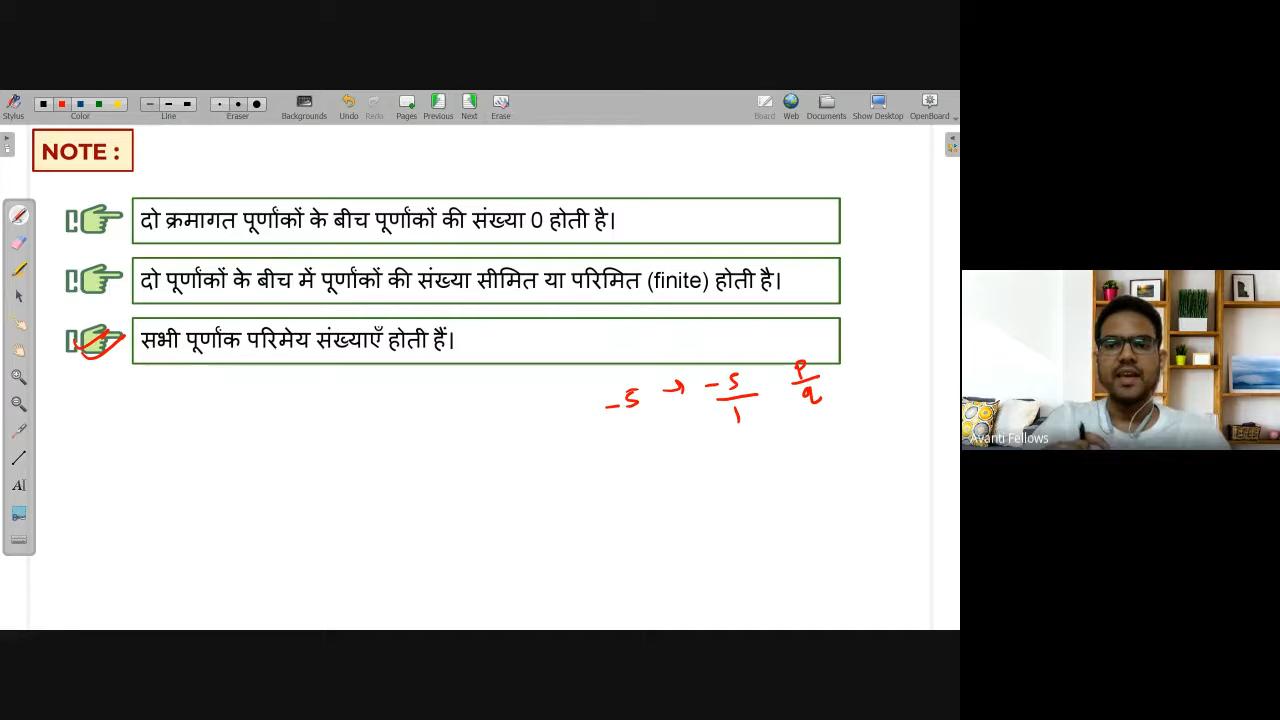 Stylus
Color
Line
Eraser
Backgrounds
Undo
Redo
Pages
Previous
Next
Erase
Board
Web
Documents
Show Desktop
OpenBoard
NOTE :
दो क्रमागत पूर्णांकों के बीच पूर्णांकों की संख्या 0 होती है।
दो पूर्णांकों के बीच में पूर्णांकों की संख्या सीमित या परिमित (finite) होती है।
सभी पूर्णांक परिमेय संख्याएँ होती हैं।
-5 → -5/1 p/q
AI
Avanti Fellows